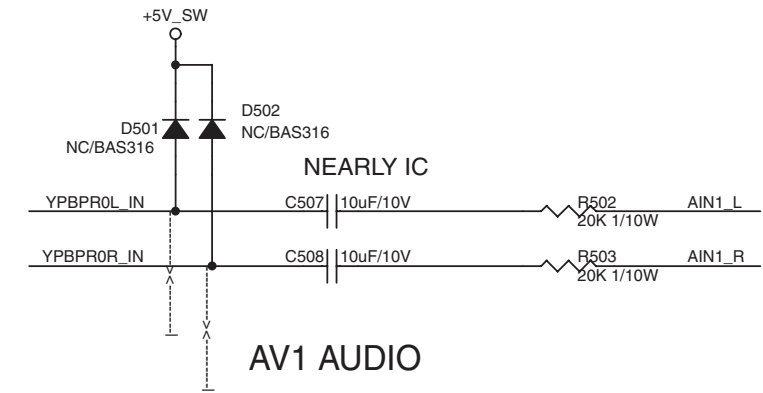 +5V_SW
D501
NC/BAS316
D502
NC/BAS316
NEARLY IC
YPBPR0L_IN
C507
10uF/10V
R502
20K 1/10W
AIN1_L
YPBPR0R_IN
C508
10uF/10V
R503
20K 1/10W
AIN1_R
AV1 AUDIO